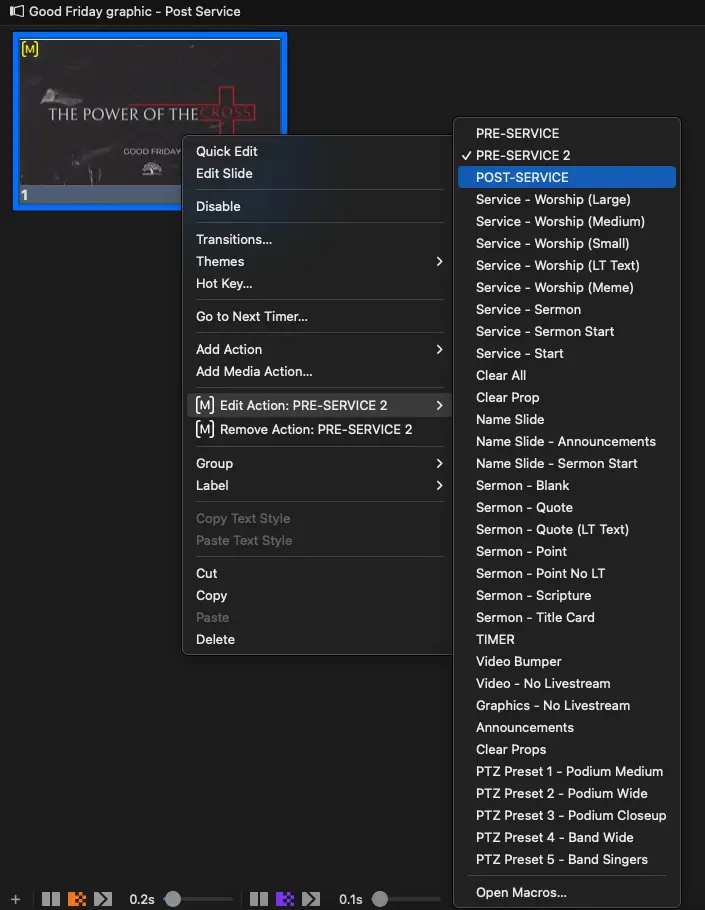 Good Friday graphic - Post Service
[M]
THE POWER OF THE CROSS
GOOD FRIDAY
1
Quick Edit
Edit Slide
Disable
Transitions...
Themes
Hot Key...
Go to Next Timer...
Add Action
Add Media Action...
[M] Edit Action: PRE-SERVICE 2
[M] Remove Action: PRE-SERVICE 2
Group
Label
Copy Text Style
Paste Text Style
Cut
Copy
Paste
Delete
PRE-SERVICE
✓ PRE-SERVICE 2
POST-SERVICE
Service - Worship (Large)
Service - Worship (Medium)
Service - Worship (Small)
Service - Worship (LT Text)
Service - Worship (Meme)
Service - Sermon
Service - Sermon Start
Service - Start
Clear All
Clear Prop
Name Slide
Name Slide - Announcements
Name Slide - Sermon Start
Sermon - Blank
Sermon - Quote
Sermon - Quote (LT Text)
Sermon - Point
Sermon - Point No LT
Sermon - Scripture
Sermon - Title Card
TIMER
Video Bumper
Video - No Livestream
Graphics - No Livestream
Announcements
Clear Props
PTZ Preset 1 - Podium Medium
PTZ Preset 2 - Podium Wide
PTZ Preset 3 - Podium Closeup
PTZ Preset 4 - Band Wide
PTZ Preset 5 - Band Singers
Open Macros...
+ 0.2s 0.1s